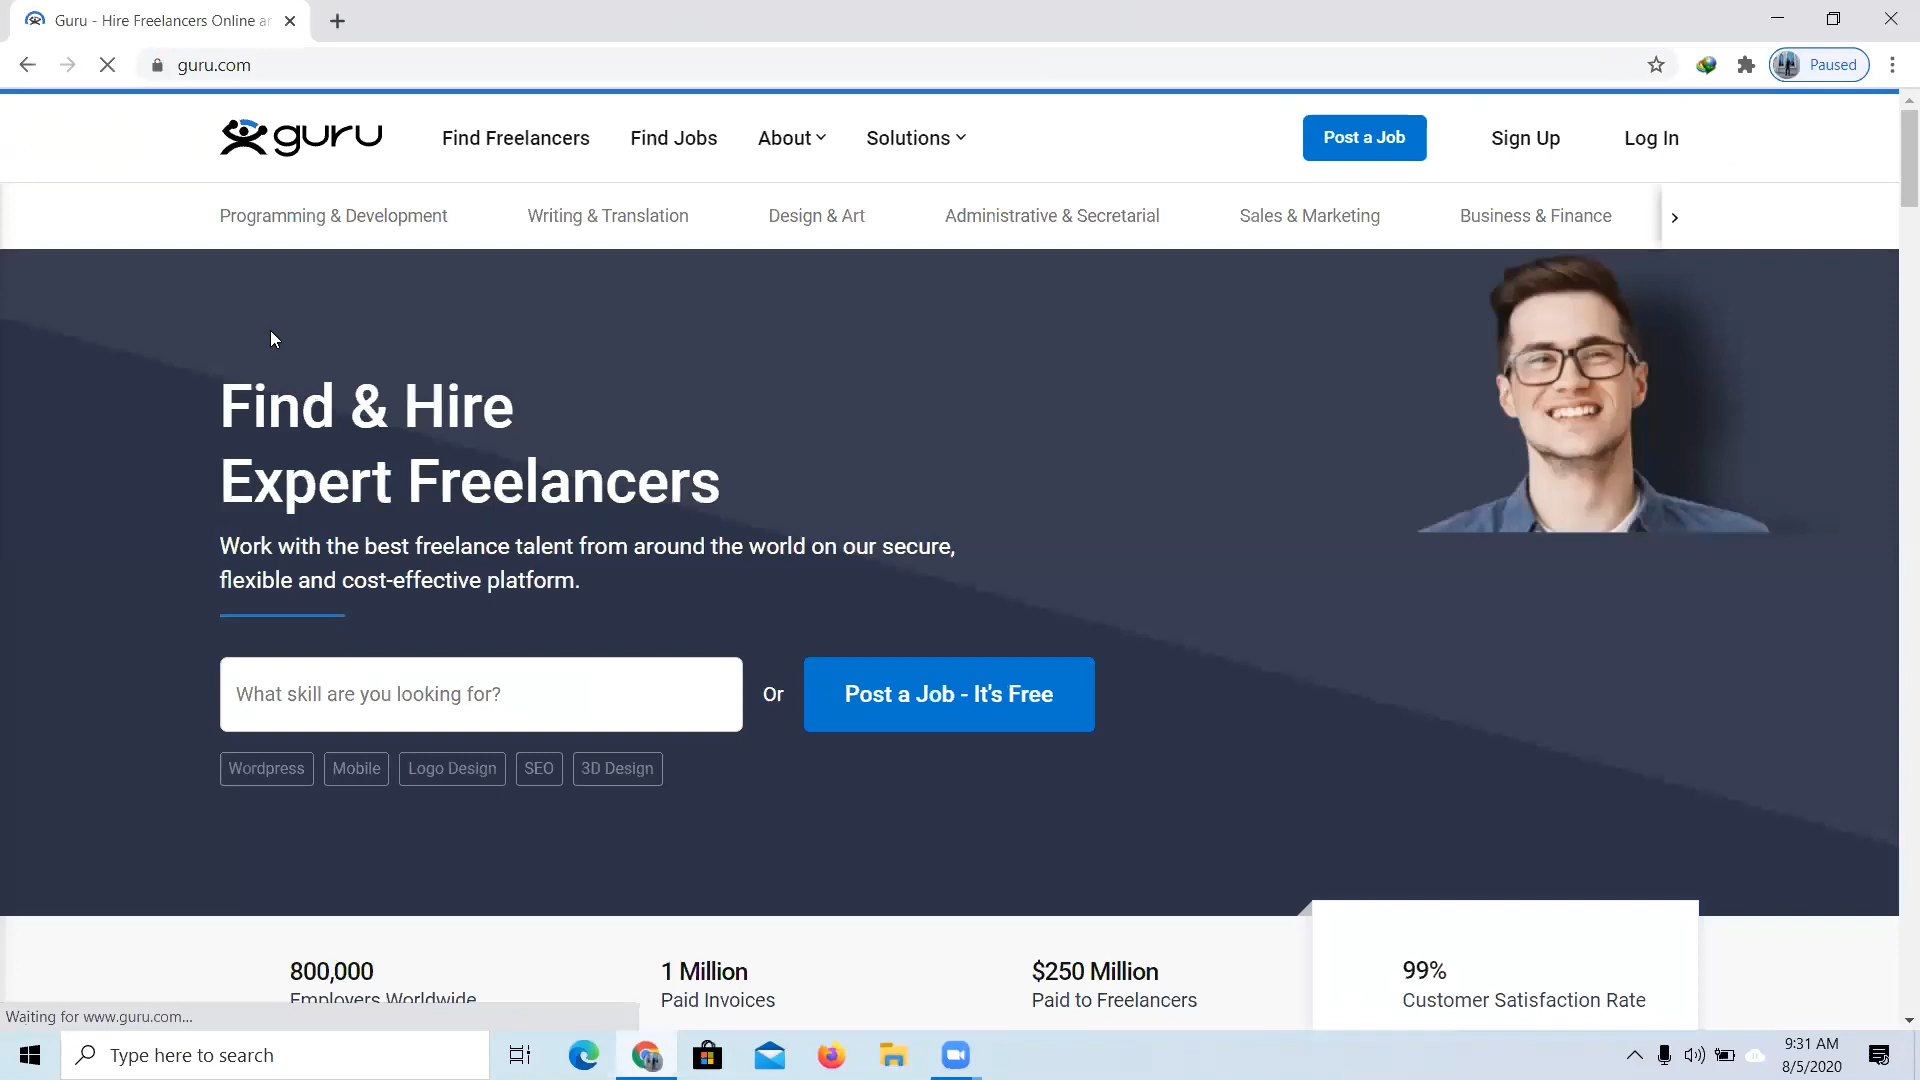 Guru - Hire Freelancers Online ar
guru.com
Paused
guru
Find Freelancers
Find Jobs
About
Solutions
Post a Job
Sign Up
Log In
Programming & Development
Writing & Translation
Design & Art
Administrative & Secretarial
Sales & Marketing
Business & Finance
Find & Hire
Expert Freelancers
Work with the best freelance talent from around the world on our secure,
flexible and cost-effective platform.
What skill are you looking for?
Or
Post a Job - It's Free
Wordpress
Mobile
Logo Design
SEO
3D Design
800,000
Employers Worldwide
1 Million
Paid Invoices
$250 Million
Paid to Freelancers
99%
Customer Satisfaction Rate
Waiting for www.guru.com...
Type here to search
9:31 AM
8/5/2020